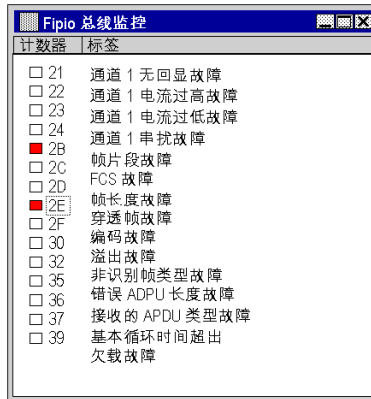 Fipio 总线监控
计数器 标签
21 通道 1 无回显故障
22 通道 1 电流过高故障
23 通道 1 电流过低故障
24 通道 1 串扰故障
2B 帧片段故障
2C FCS 故障
2D 帧长度故障
2E 穿透帧故障
2F 编码故障
30 溢出故障
32 非识别帧类型故障
35 错误 ADPU 长度故障
36 接收的 APDU 类型故障
37 基本循环时间超出
39 欠载故障